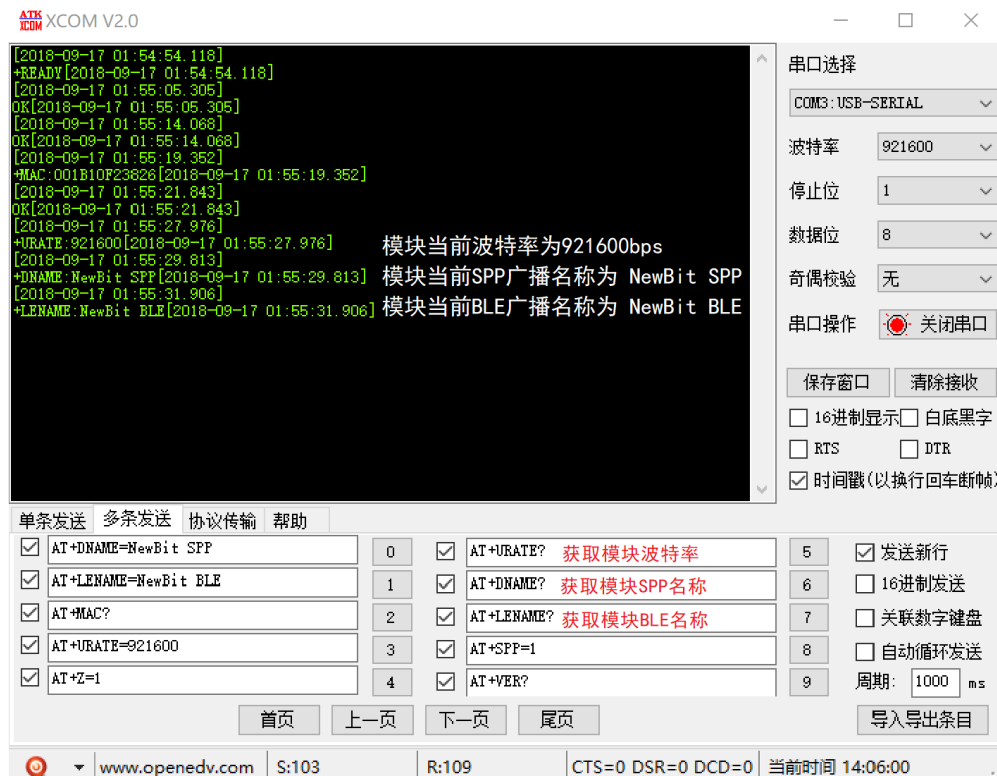 ATK XCOM XCOM V2.0
[2018-09-17 01:54:54.118]
+READY[2018-09-17 01:54:54.118]
[2018-09-17 01:55:05.305]
OK[2018-09-17 01:55:05.305]
[2018-09-17 01:55:14.068]
OK[2018-09-17 01:55:14.068]
[2018-09-17 01:55:19.352]
+MAC:001B10F23826[2018-09-17 01:55:19.352]
[2018-09-17 01:55:21.843]
OK[2018-09-17 01:55:21.843]
[2018-09-17 01:55:27.976]
+URATE:921600[2018-09-17 01:55:27.976] 模块当前波特率为921600bps
[2018-09-17 01:55:29.813]
+DNAME:NewBit SPP[2018-09-17 01:55:29.813] 模块当前SPP广播名称为 NewBit SPP
[2018-09-17 01:55:31.906]
+LENAME:NewBit BLE[2018-09-17 01:55:31.906] 模块当前BLE广播名称为 NewBit BLE
串口选择
COM3:USB-SERIAL
波特率 921600
停止位 1
数据位 8
奇偶校验 无
串口操作 关闭串口
保存窗口 清除接收
16进制显示 白底黑字
RTS DTR
时间戳(以换行回车断帧)
单条发送 多条发送 协议传输 帮助
AT+DNAME=NewBit SPP 0 AT+URATE? 获取模块波特率 5 发送新行
AT+LENAME=NewBit BLE 1 AT+DNAME? 获取模块SPP名称 6 16进制发送
AT+MAC? 2 AT+LENAME? 获取模块BLE名称 7 关联数字键盘
AT+URATE=921600 3 AT+SPP=1 8 自动循环发送
AT+Z=1 4 AT+VER? 9 周期: 1000 ms
首页 上一页 下一页 尾页 导入导出条目
www.openedv.com S:103 R:109 CTS=0 DSR=0 DCD=0 当前时间 14:06:00